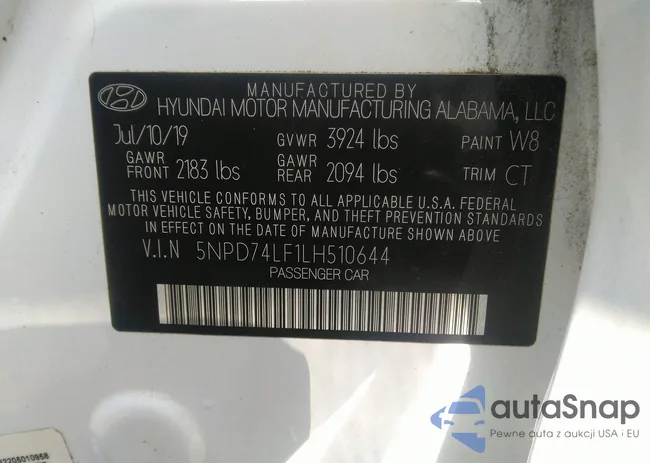 MANUFACTURED BY
HYUNDAI MOTOR MANUFACTURING ALABAMA, LLC
Jul/10/19 GVWR 3924 lbs PAINT W8
GAWR FRONT 2183 lbs GAWR REAR 2094 lbs TRIM CT
THIS VEHICLE CONFORMS TO ALL APPLICABLE U.S.A. FEDERAL
MOTOR VEHICLE SAFETY, BUMPER, AND THEFT PREVENTION STANDARDS
IN EFFECT ON THE DATE OF MANUFACTURE SHOWN ABOVE
V.I.N 5NPD74LF1LH510644
PASSENGER CAR
autaSnap
Pewne auta z aukcji USA i EU